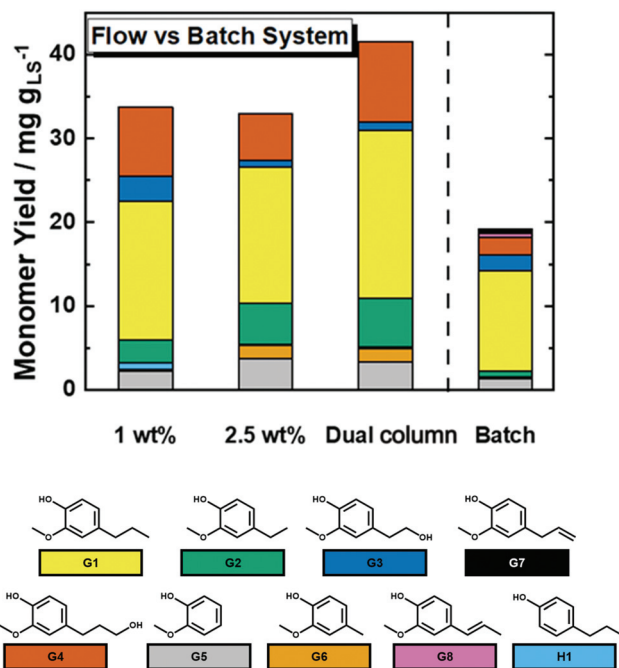 Flow vs Batch System
Monomer Yield / mg gLS-1
40
30
20
10
0
1 wt% 2.5 wt% Dual column Batch
HO HO HO HO
O O O OH O
G1 G2 G3 G7
HO HO HO HO HO
O OH O O O
G4 G5 G6 G8 H1